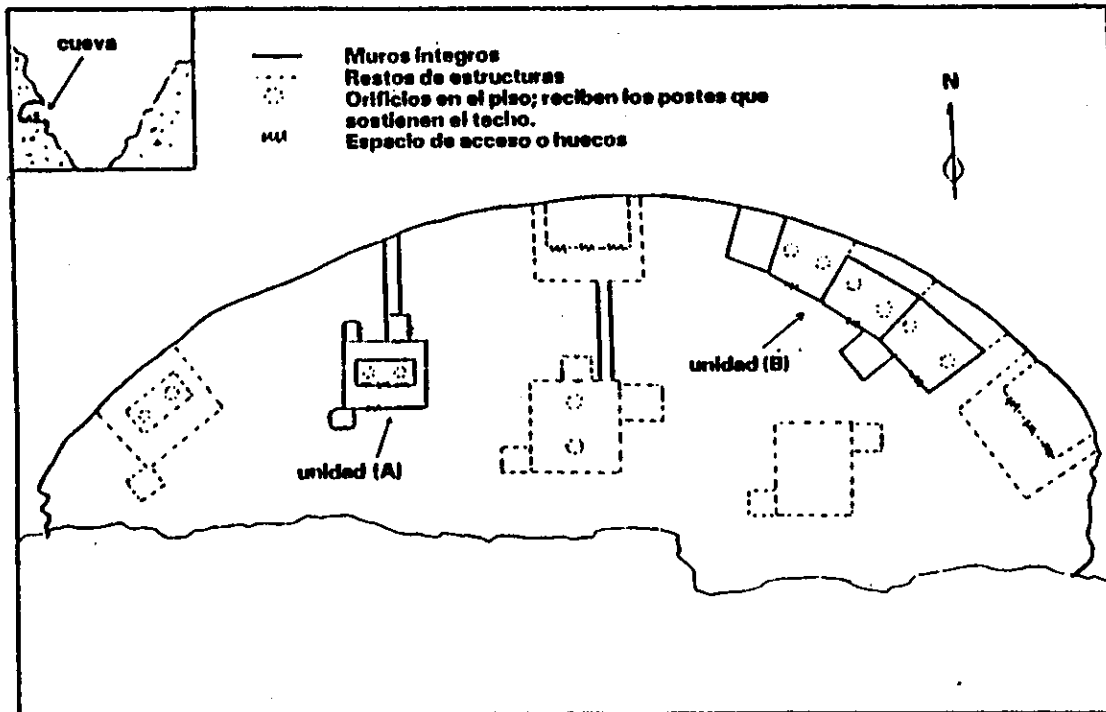 cueva
Muros íntegros
Restos de estructuras
Orificios en el piso; reciben los postes que
sostienen el techo.
Espacio de acceso o huecos
N
unidad (B)
unidad (A)